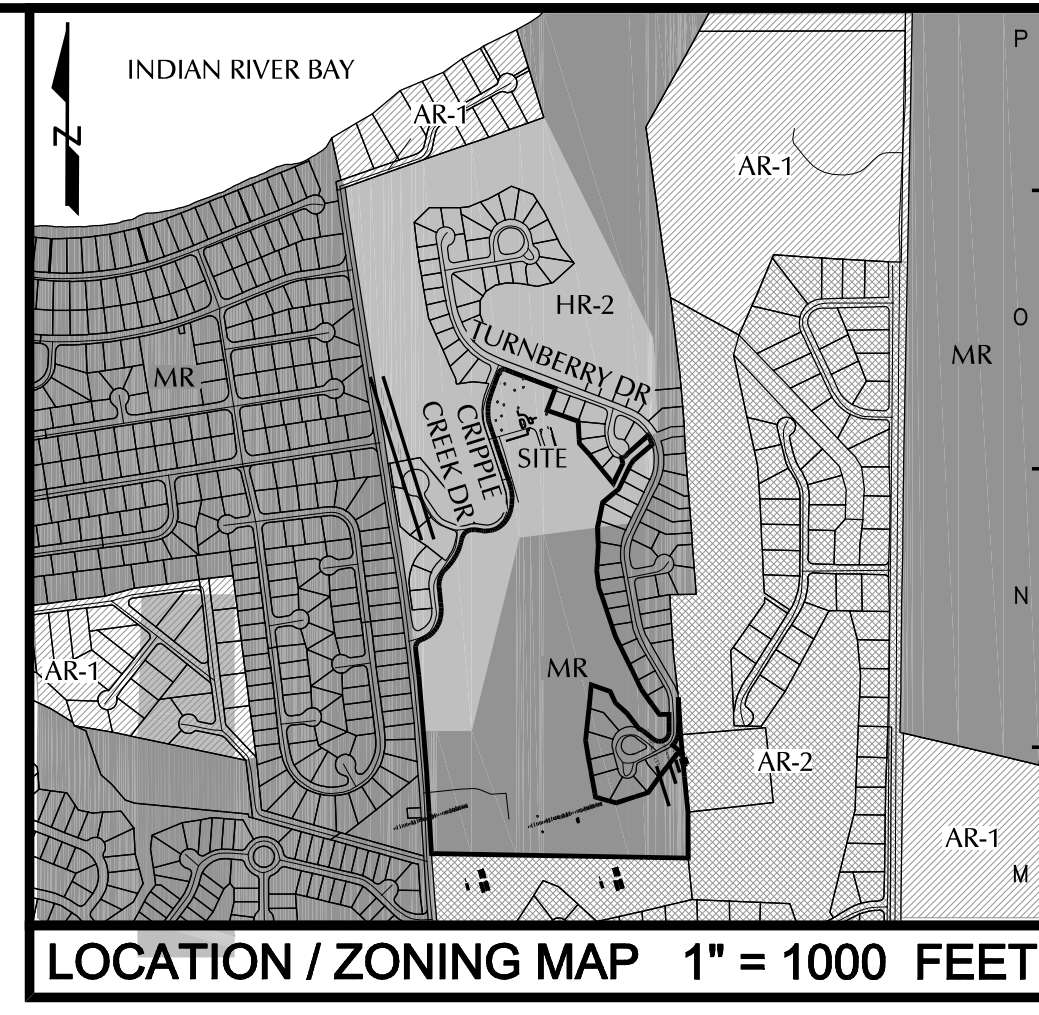 INDIAN RIVER BAY
N
AR-1
P
AR-1
HR-2
O
TURNBERRY DR
MR
MR
CRIPPLE
CREEK DR
SITE
N
AR-1
MR
AR-2
AR-1
M
LOCATION / ZONING MAP 1" = 1000 FEET